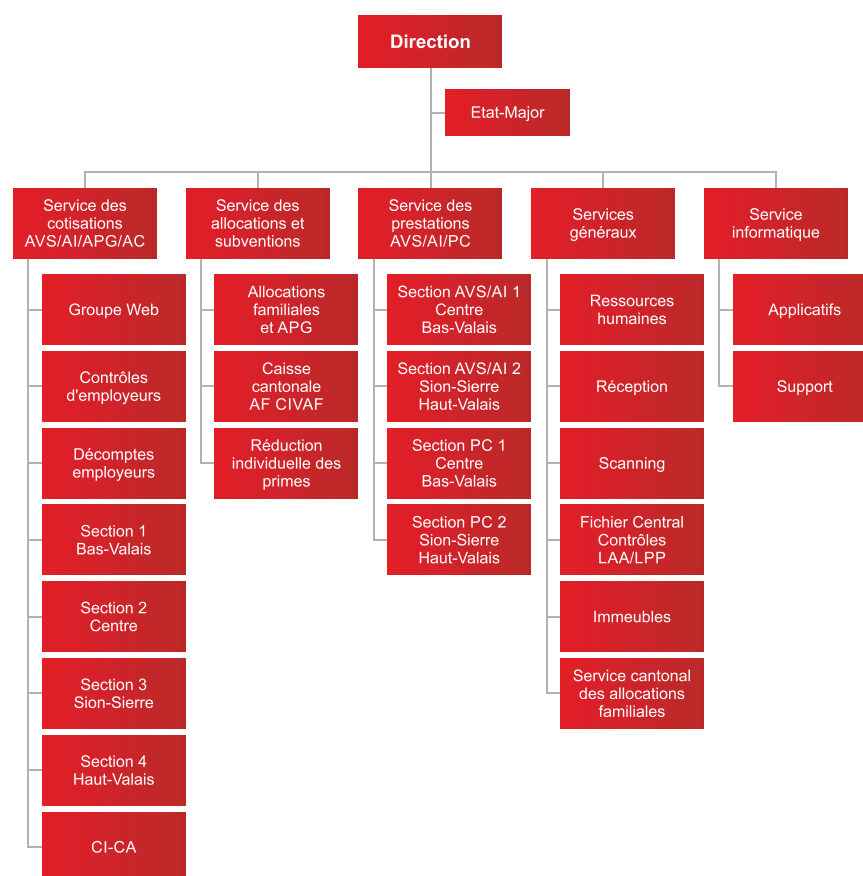 Direction
Etat-Major
Service des
cotisations
AVS/AI/APG/AC
Groupe Web
Contrôles
d'employeurs
Décomptes
employeurs
Section 1
Bas-Valais
Section 2
Centre
Section 3
Sion-Sierre
Section 4
Haut-Valais
CI-CA
Service des
allocations et
subventions
Allocations
familiales
et APG
Caisse
cantonale
AF CIVAF
Réduction
individuelle des
primes
Service des
prestations
AVS/AI/PC
Section AVS/AI 1
Centre
Bas-Valais
Section AVS/AI 2
Sion-Sierre
Haut-Valais
Section PC 1
Centre
Bas-Valais
Section PC 2
Sion-Sierre
Haut-Valais
Services
généraux
Ressources
humaines
Réception
Scanning
Fichier Central
Contrôles
LAA/LPP
Immeubles
Service cantonal
des allocations
familiales
Service
informatique
Applicatifs
Support